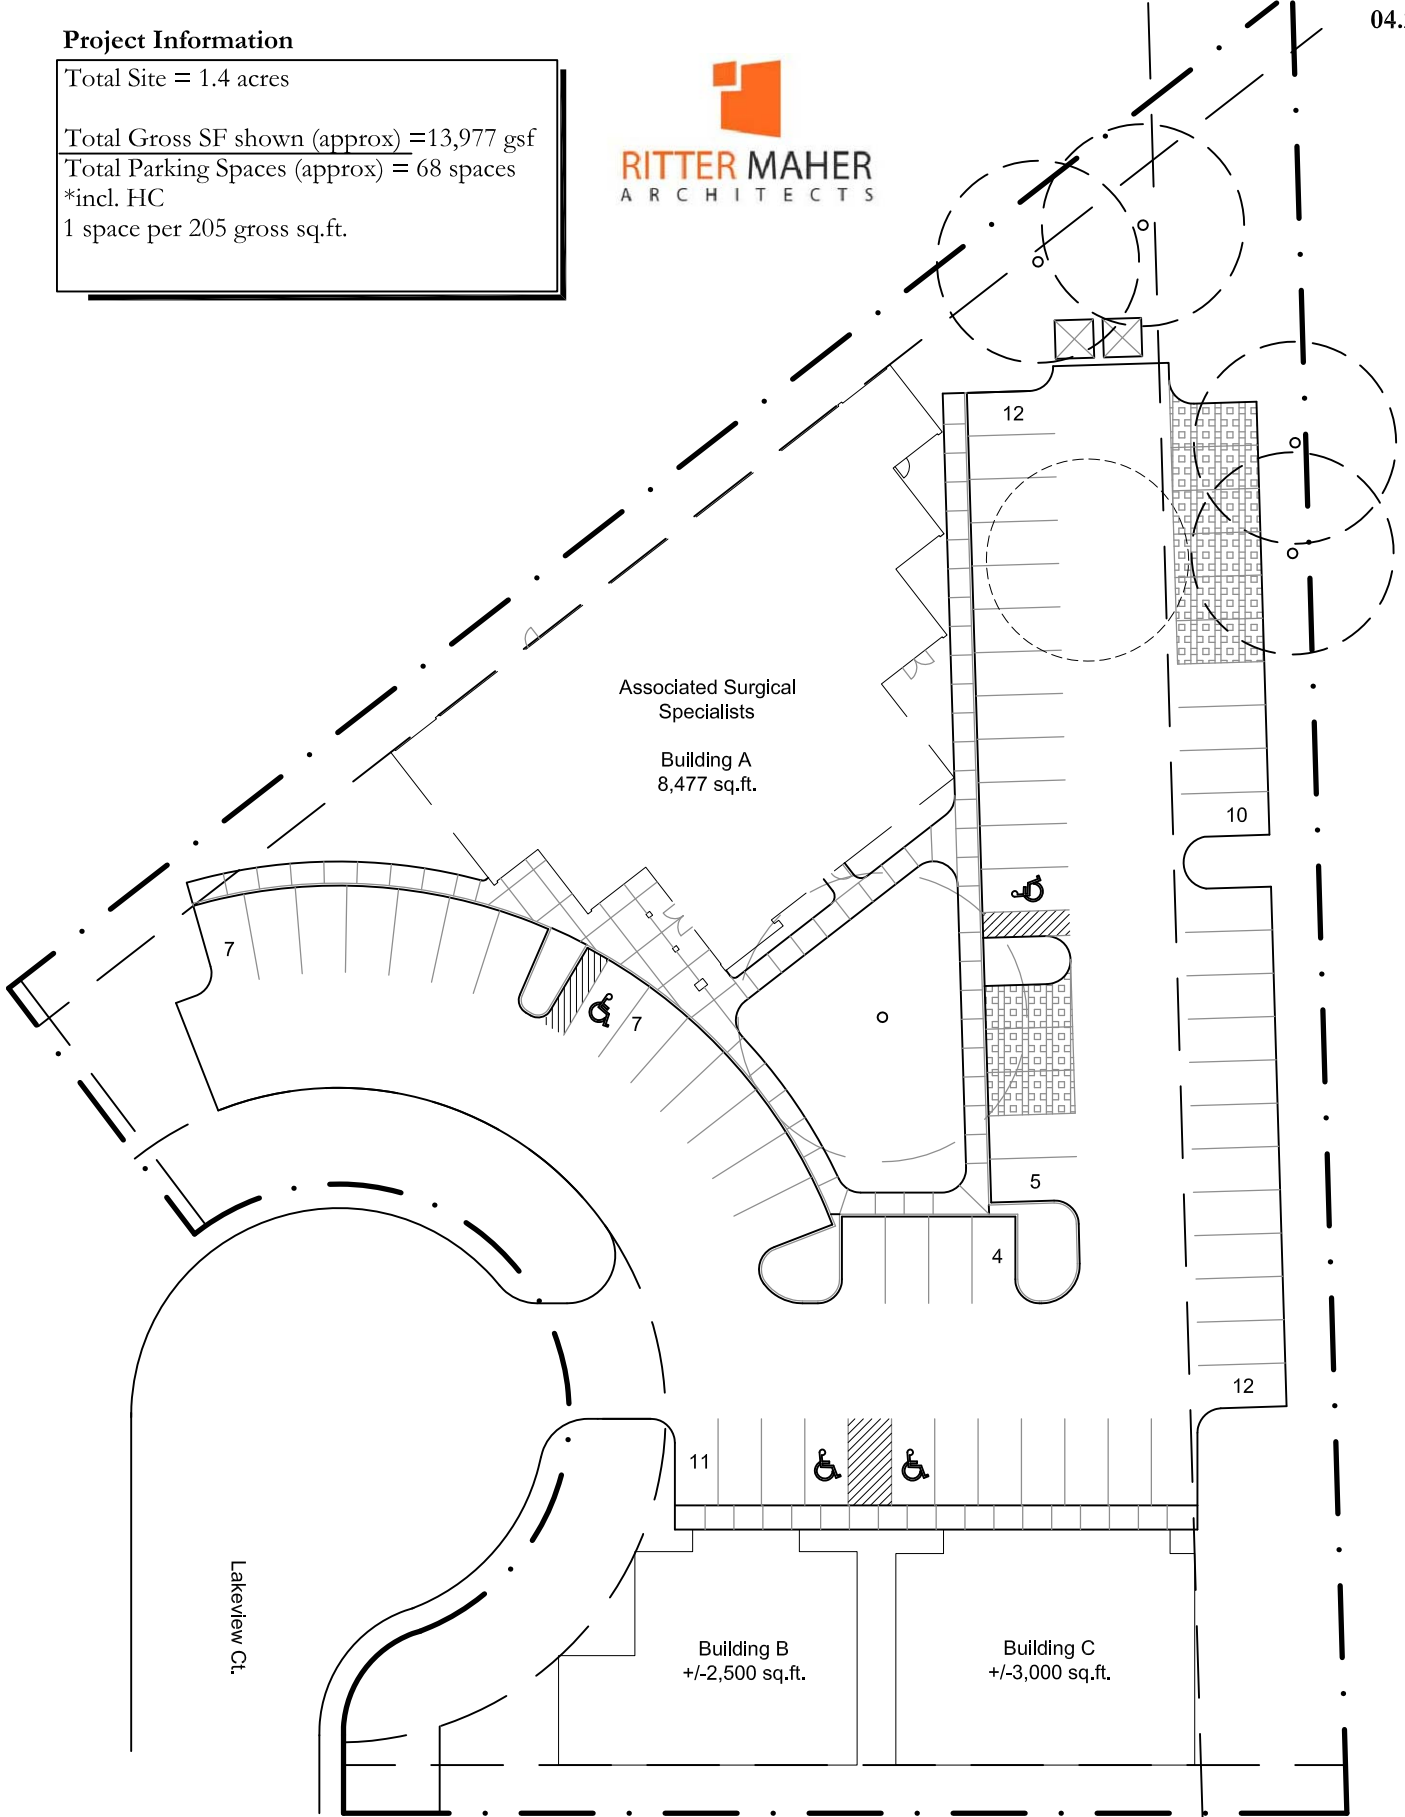 Project Information
Total Site = 1.4 acres
Total Gross SF shown (approx) =13,977 gsf
Total Parking Spaces (approx) = 68 spaces
*incl. HC
1 space per 205 gross sq.ft.
RITTER MAHER
ARCHITECTS
12
Associated Surgical
Specialists
Building A
8,477 sq.ft.
10
7
7
5
4
12
11
Lakeview Ct.
Building B
+/-2,500 sq.ft.
Building C
+/-3,000 sq.ft.